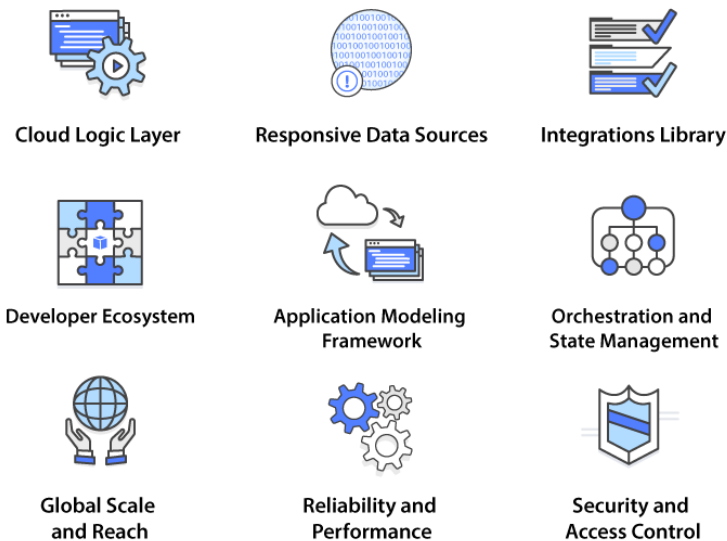 Cloud Logic Layer
Responsive Data Sources
Integrations Library
Developer Ecosystem
Application Modeling
Framework
Orchestration and
State Management
Global Scale
and Reach
Reliability and
Performance
Security and
Access Control